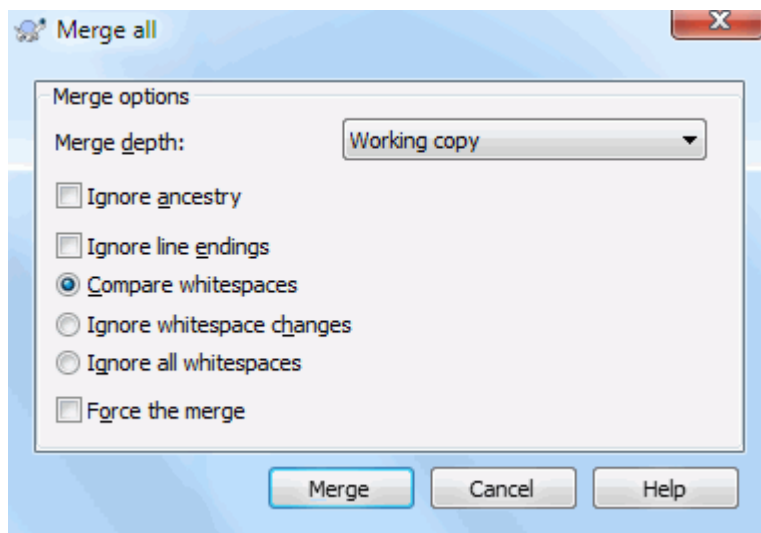 Merge all
Merge options
Merge depth: Working copy
Ignore ancestry
Ignore line endings
Compare whitespaces
Ignore whitespace changes
Ignore all whitespaces
Force the merge
Merge Cancel Help